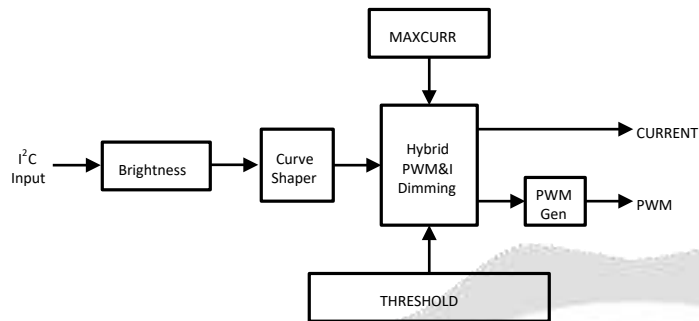 MAXCURR
I²C
Input
Brightness
Curve
Shaper
Hybrid
PWM&I
Dimming
CURRENT
PWM
Gen
PWM
THRESHOLD